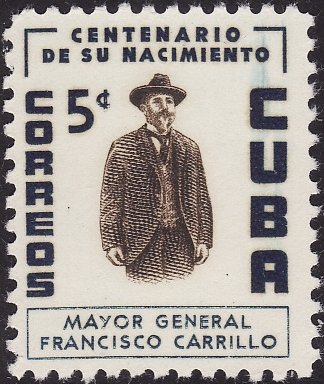 CENTENARIO
DE SU NACIMIENTO
CORREOS
5¢
CUBA
MAYOR GENERAL
FRANCISCO CARRILLO